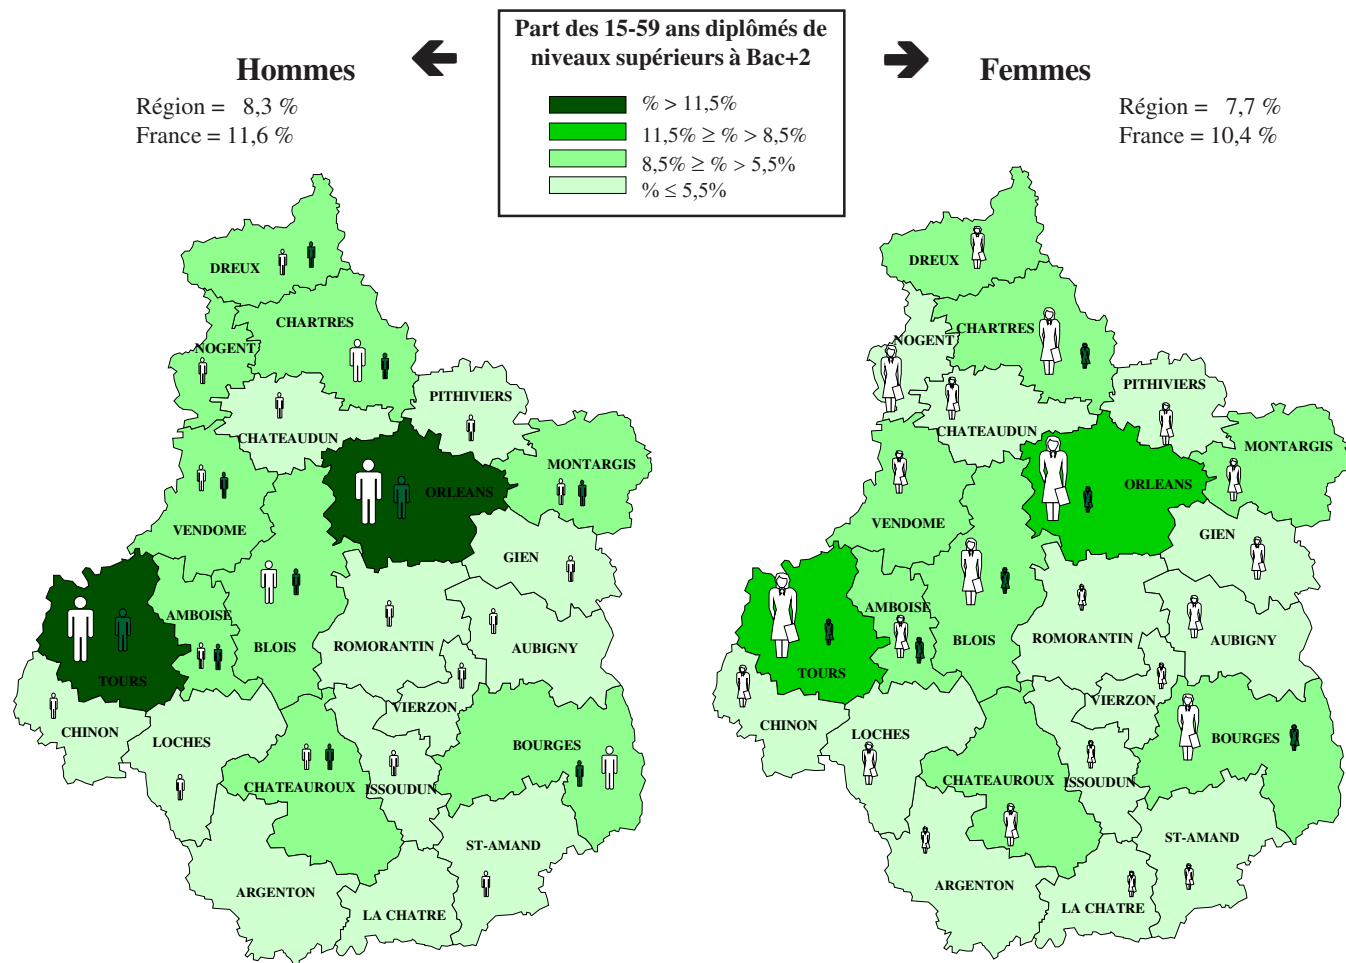 Part des 15-59 ans diplômés de
niveaux supérieurs à Bac+2
% > 11,5%
11,5% ≥ % > 8,5%
8,5% ≥ % > 5,5%
% ≤ 5,5%
Hommes
Région = 8,3 %
France = 11,6 %
DREUX
CHARTRES
NOGENT
PITHIVIERS
CHATEAUDUN
MONTARGIS
ORLEANS
VENDOME
GIEN
AMBOISE
BLOIS
ROMORANTIN
AUBIGNY
TOURS
VIERZON
CHINON
LOCHES
BOURGES
CHATEAUROUX
ISSOUDUN
ST-AMAND
ARGENTON
LA CHATRE
Femmes
Région = 7,7 %
France = 10,4 %
DREUX
CHARTRES
NOGENT
PITHIVIERS
CHATEAUDUN
MONTARGIS
ORLEANS
VENDOME
GIEN
AMBOISE
BLOIS
ROMORANTIN
AUBIGNY
TOURS
VIERZON
CHINON
LOCHES
BOURGES
CHATEAUROUX
ISSOUDUN
ST-AMAND
ARGENTON
LA CHATRE